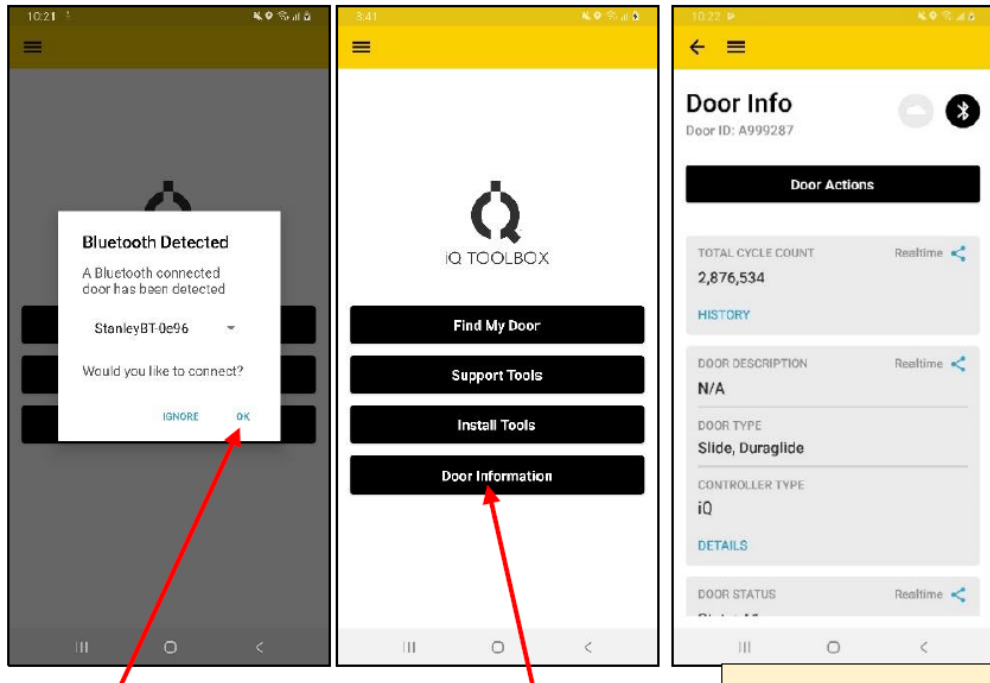 10:21
Bluetooth Detected
A Bluetooth connected
door has been detected
StanleyBT-0e96
Would you like to connect?
IGNORE OK
3:41
iQ TOOLBOX
Find My Door
Support Tools
Install Tools
Door Information
10:22
Door Info
Door ID: A999287
Door Actions
TOTAL CYCLE COUNT Realtime
2,876,534
HISTORY
DOOR DESCRIPTION Realtime
N/A
DOOR TYPE
Slide, Duraglide
CONTROLLER TYPE
iQ
DETAILS
DOOR STATUS Realtime